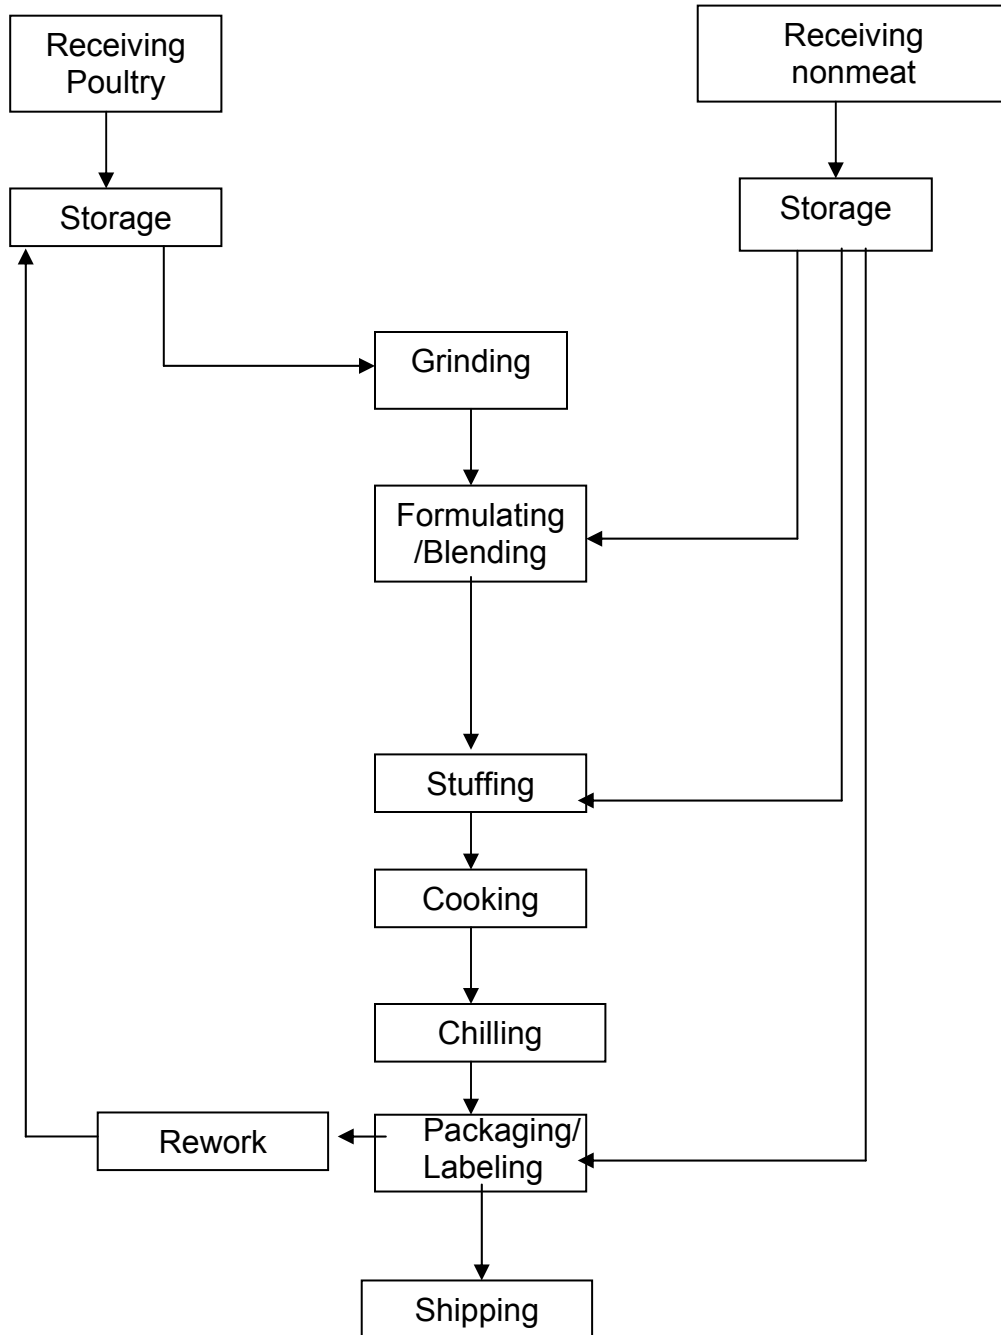 Receiving
Poultry
Receiving
nonmeat
Storage
Storage
Grinding
Formulating
/Blending
Stuffing
Cooking
Chilling
Rework
Packaging/
Labeling
Shipping